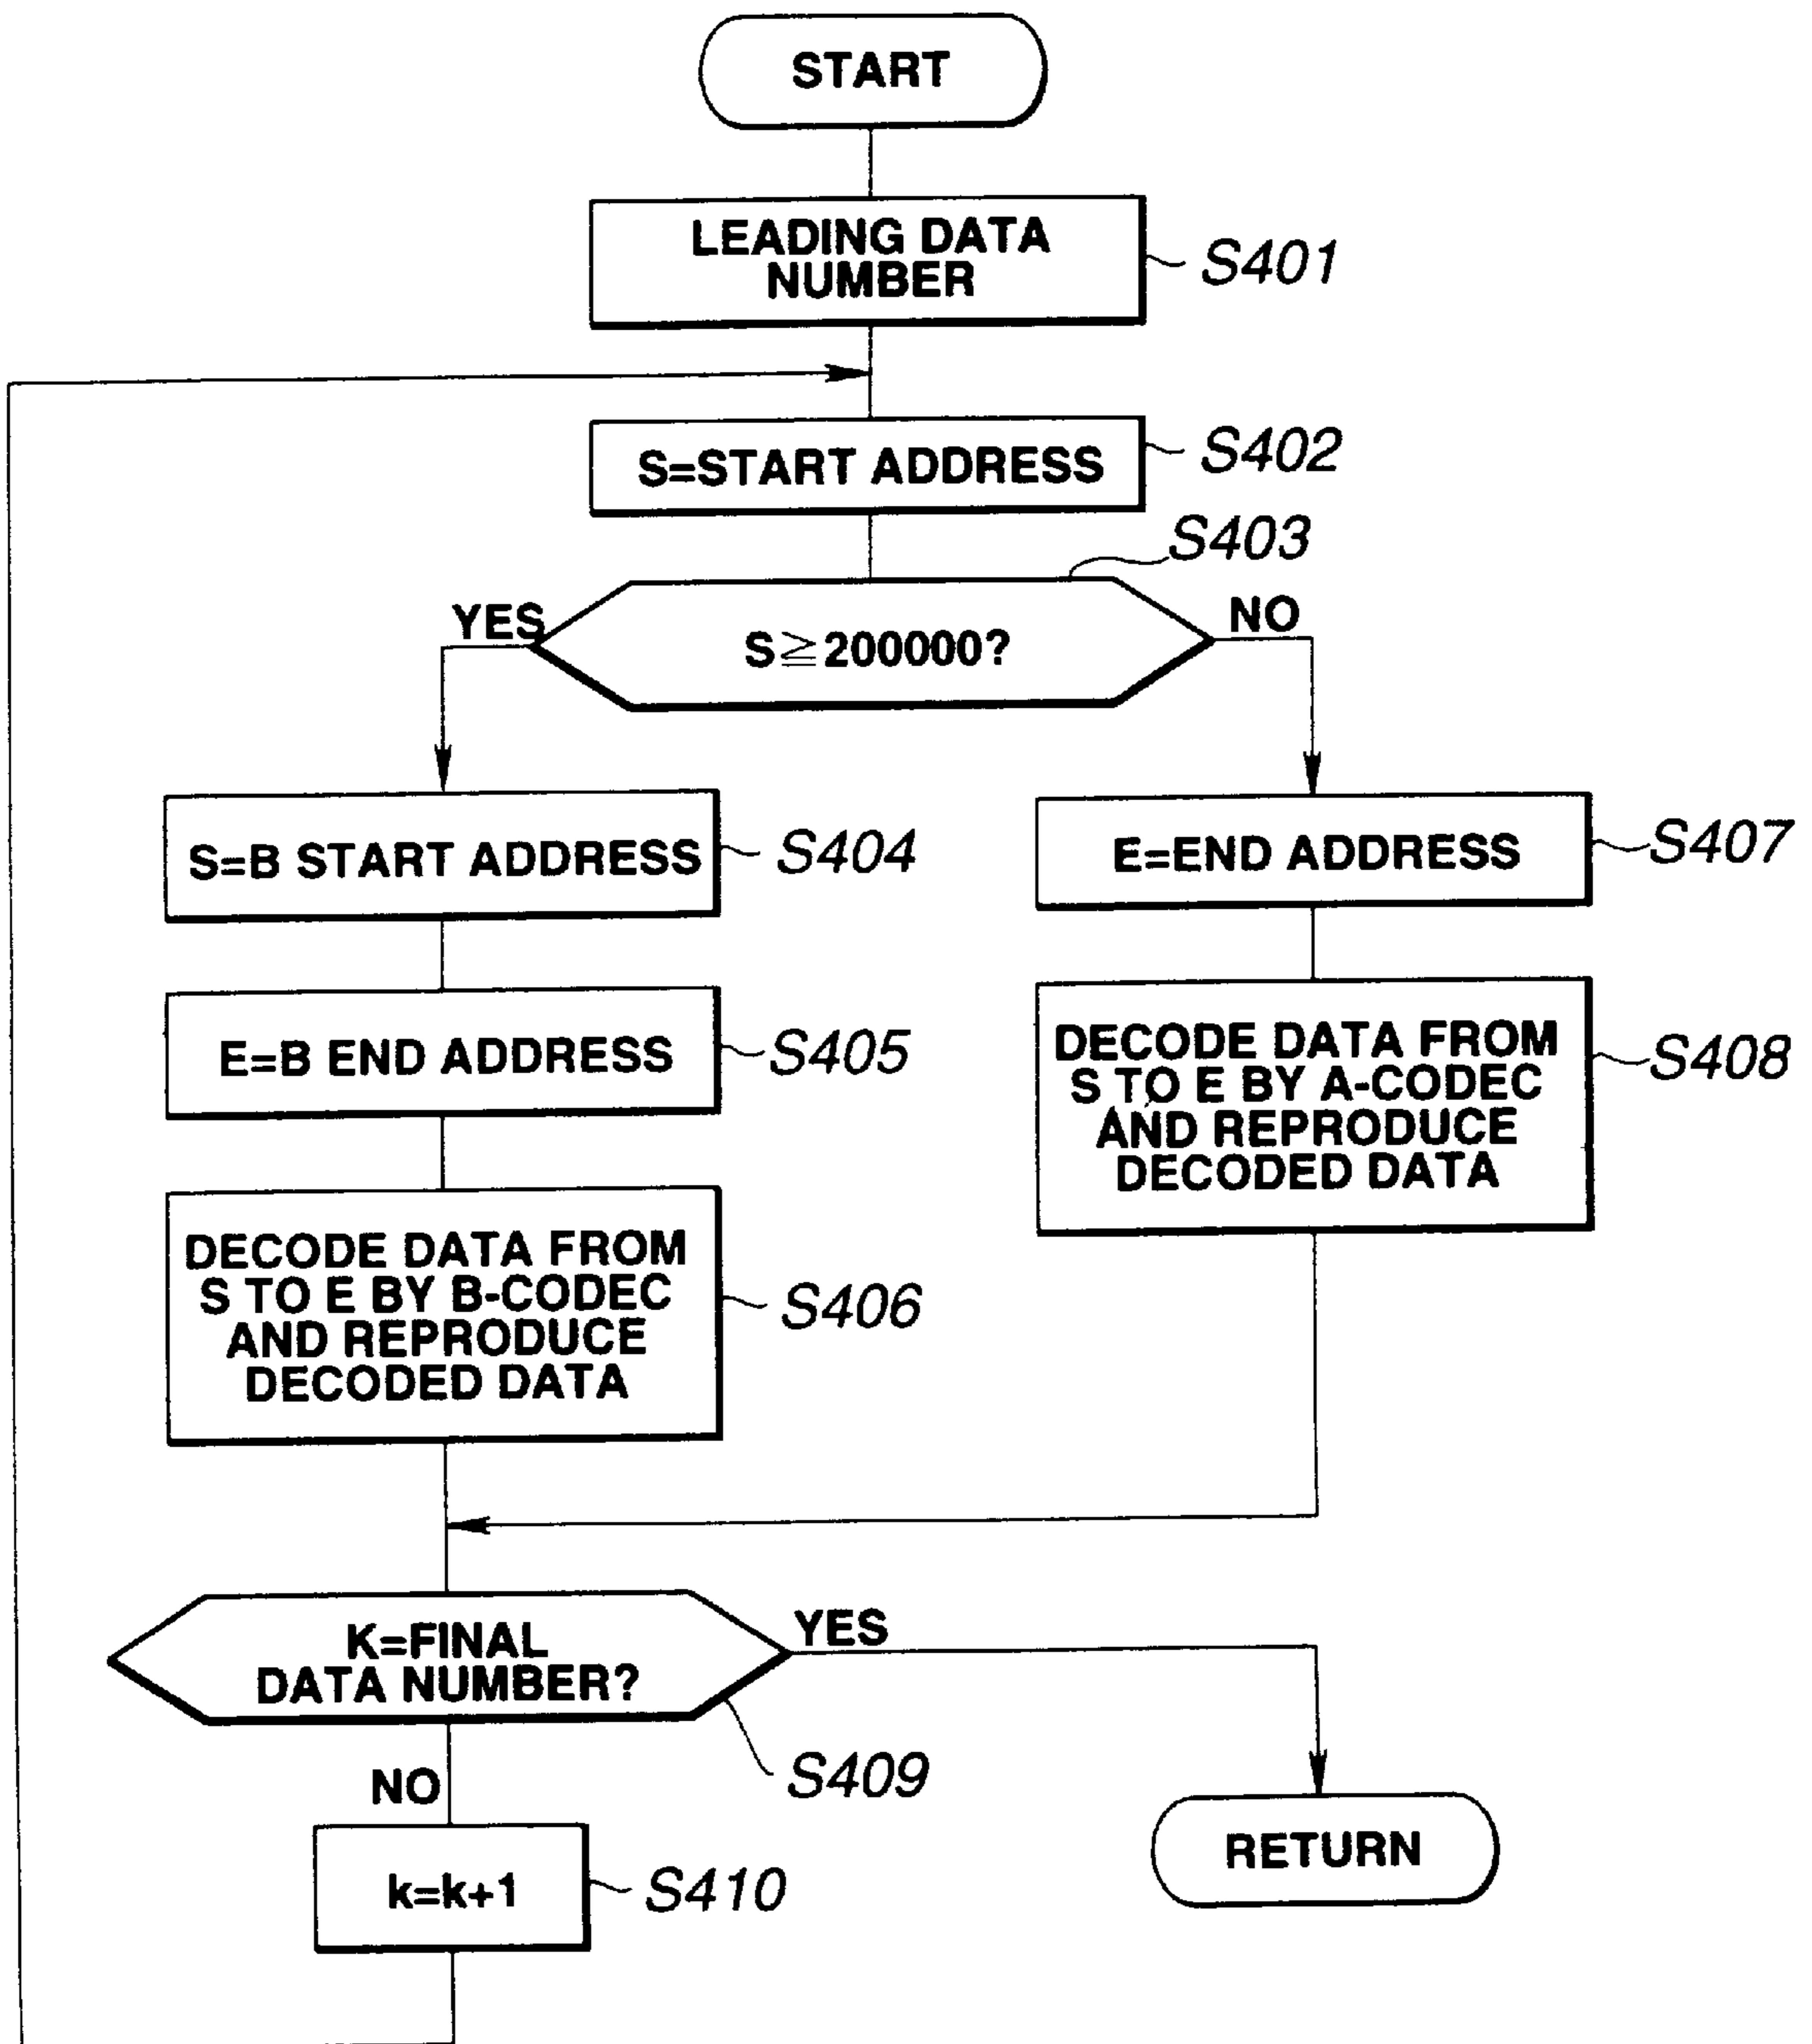 START
LEADING DATA
NUMBER
S401
S=START ADDRESS
S402
S403
YES
S≧200000?
NO
S=B START ADDRESS
S404
E=END ADDRESS
S407
E=B END ADDRESS
S405
DECODE DATA FROM
S TO E BY A-CODEC
AND REPRODUCE
DECODED DATA
S408
DECODE DATA FROM
S TO E BY B-CODEC
AND REPRODUCE
DECODED DATA
S406
K=FINAL
DATA NUMBER?
YES
S409
NO
k=k+1
S410
RETURN